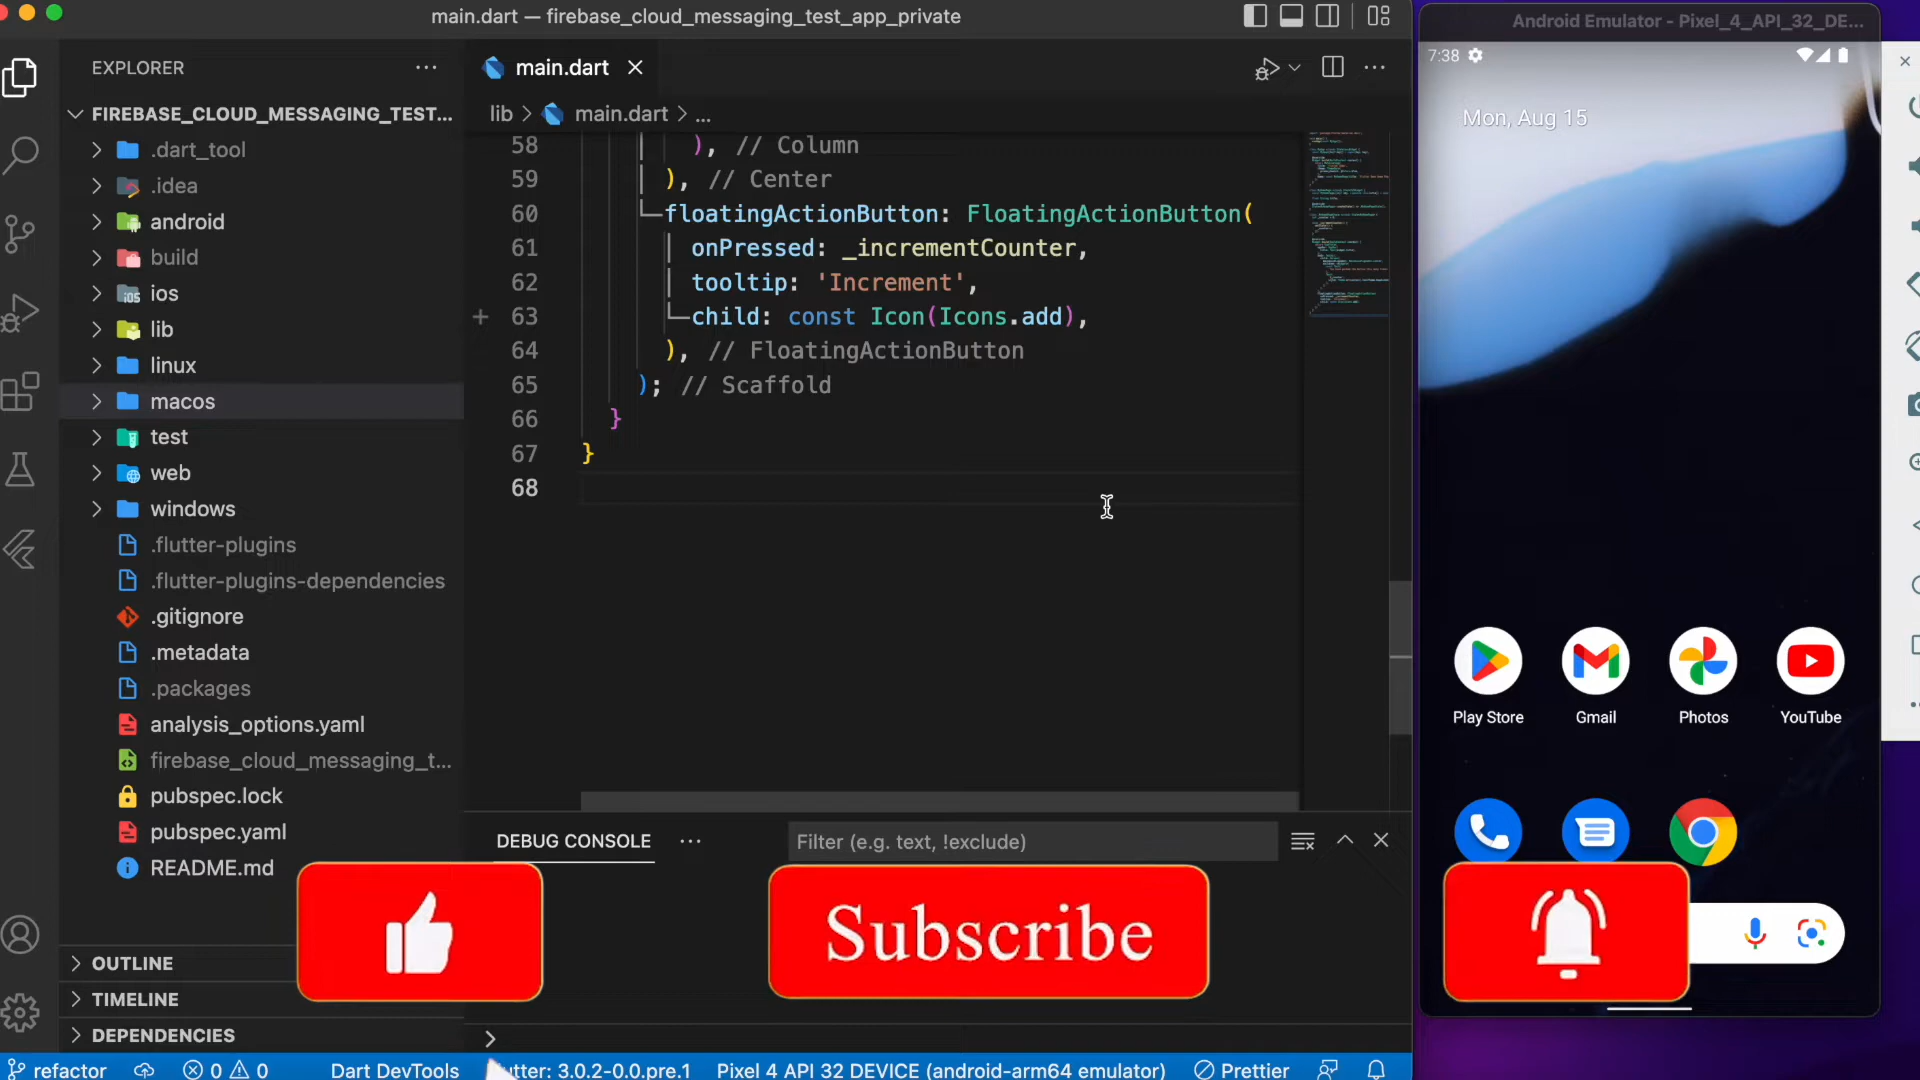 main.dart — firebase_cloud_messaging_test_app_private
Android Emulator - Pixel_4_API_32_DE...
EXPLORER
main.dart
7:38
FIREBASE_CLOUD_MESSAGING_TEST...
lib > main.dart > ...
Mon, Aug 15
.dart_tool
.idea
android
build
ios
lib
linux
macos
test
web
windows
.flutter-plugins
.flutter-plugins-dependencies
.gitignore
.metadata
.packages
analysis_options.yaml
firebase_cloud_messaging_t...
pubspec.lock
pubspec.yaml
README.md
OUTLINE
TIMELINE
DEPENDENCIES
58 ), // Column
59 ), // Center
60 floatingActionButton: FloatingActionButton(
61 onPressed: _incrementCounter,
62 tooltip: 'Increment',
63 child: const Icon(Icons.add),
64 ), // FloatingActionButton
65 ); // Scaffold
66 }
67 }
68
DEBUG CONSOLE
Filter (e.g. text, !exclude)
Subscribe
Play Store
Gmail
Photos
YouTube
refactor
0 0
Dart DevTools
utter: 3.0.2-0.0.pre.1
Pixel 4 API 32 DEVICE (android-arm64 emulator)
Prettier